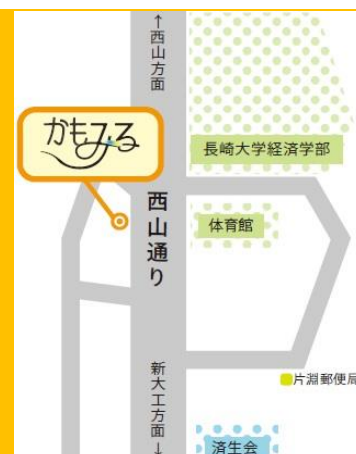 ↑西山方面
かもみる
長崎大学経済学部
西山通り
体育館
片淵郵便局
新大工方面↓
済生会